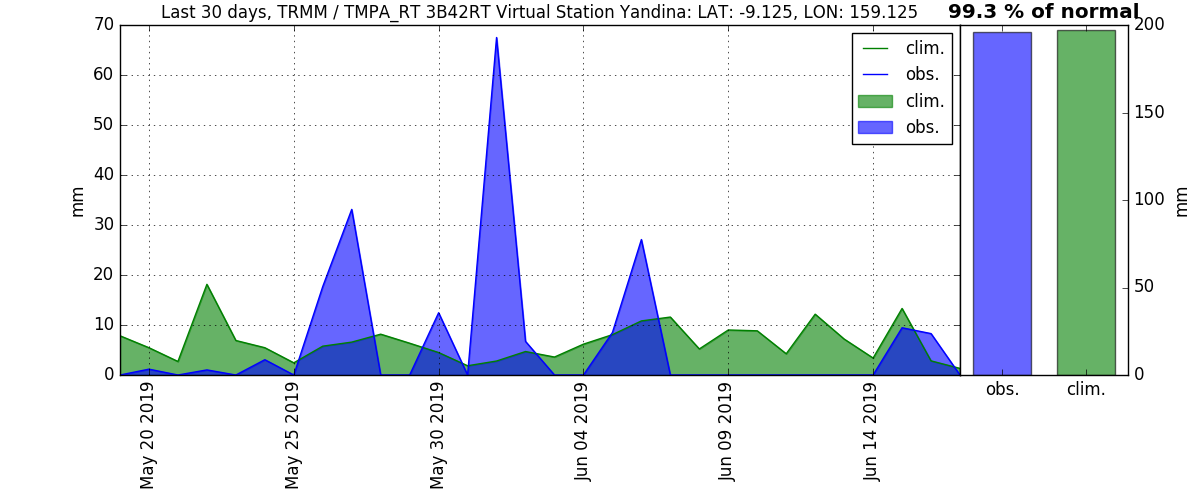 Last 30 days, TRMM / TMPA_RT 3B42RT Virtual Station Yandina: LAT: -9.125, LON: 159.125
99.3 % of normal
70
60
50
40
30
20
10
0
mm
clim.
obs.
clim.
obs.
May 20 2019
May 25 2019
May 30 2019
Jun 04 2019
Jun 09 2019
Jun 14 2019
200
150
100
50
0
mm
obs.
clim.